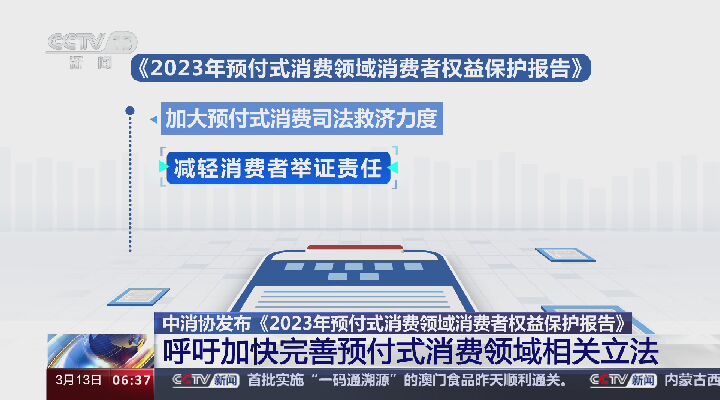 CCTV 13
新闻
《2023年预付式消费领域消费者权益保护报告》
加大预付式消费司法救济力度
减轻消费者举证责任
中消协发布《2023年预付式消费领域消费者权益保护报告》
呼吁加快完善预付式消费领域相关立法
3月13日 06:37 CCTV新闻 首批实施“一码通溯源”的澳门食品昨天顺利通关。 CCTV新闻 内蒙古西